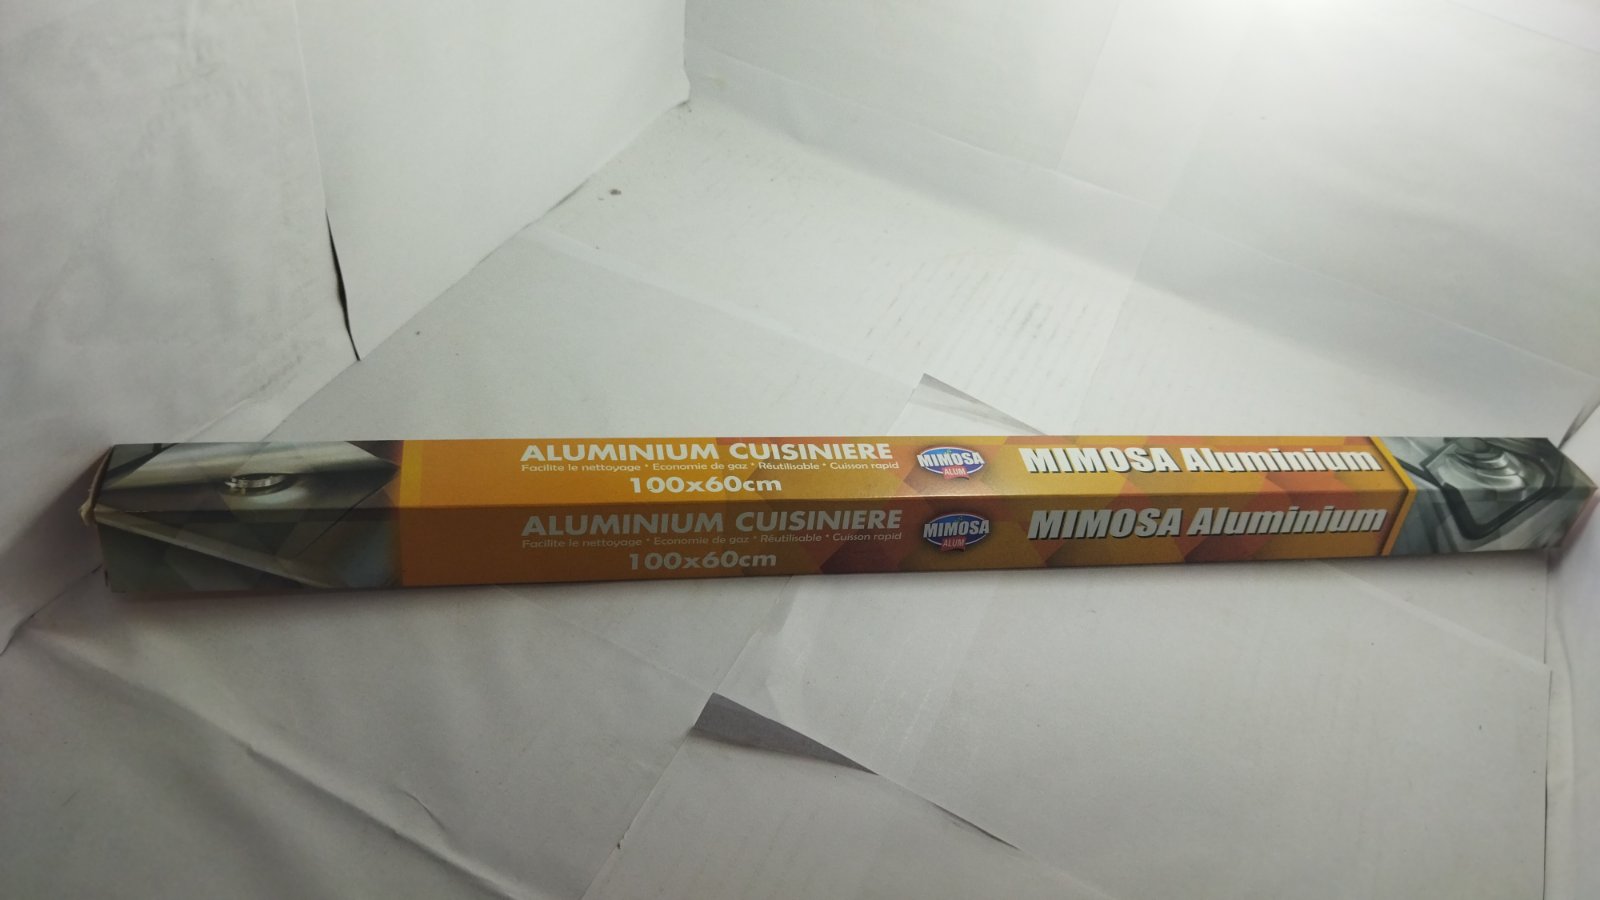 ALUMINIUM CUISINIERE
Facilite le nettoyage * Economie de gaz * Réutilisable * Cuisson rapid
100x60cm
MIMOSA
ALUM
MIMOSA Aluminium
ALUMINIUM CUISINIERE
Facilite le nettoyage * Economie de gaz * Réutilisable * Cuisson rapid
100x60cm
MIMOSA
ALUM
MIMOSA Aluminium